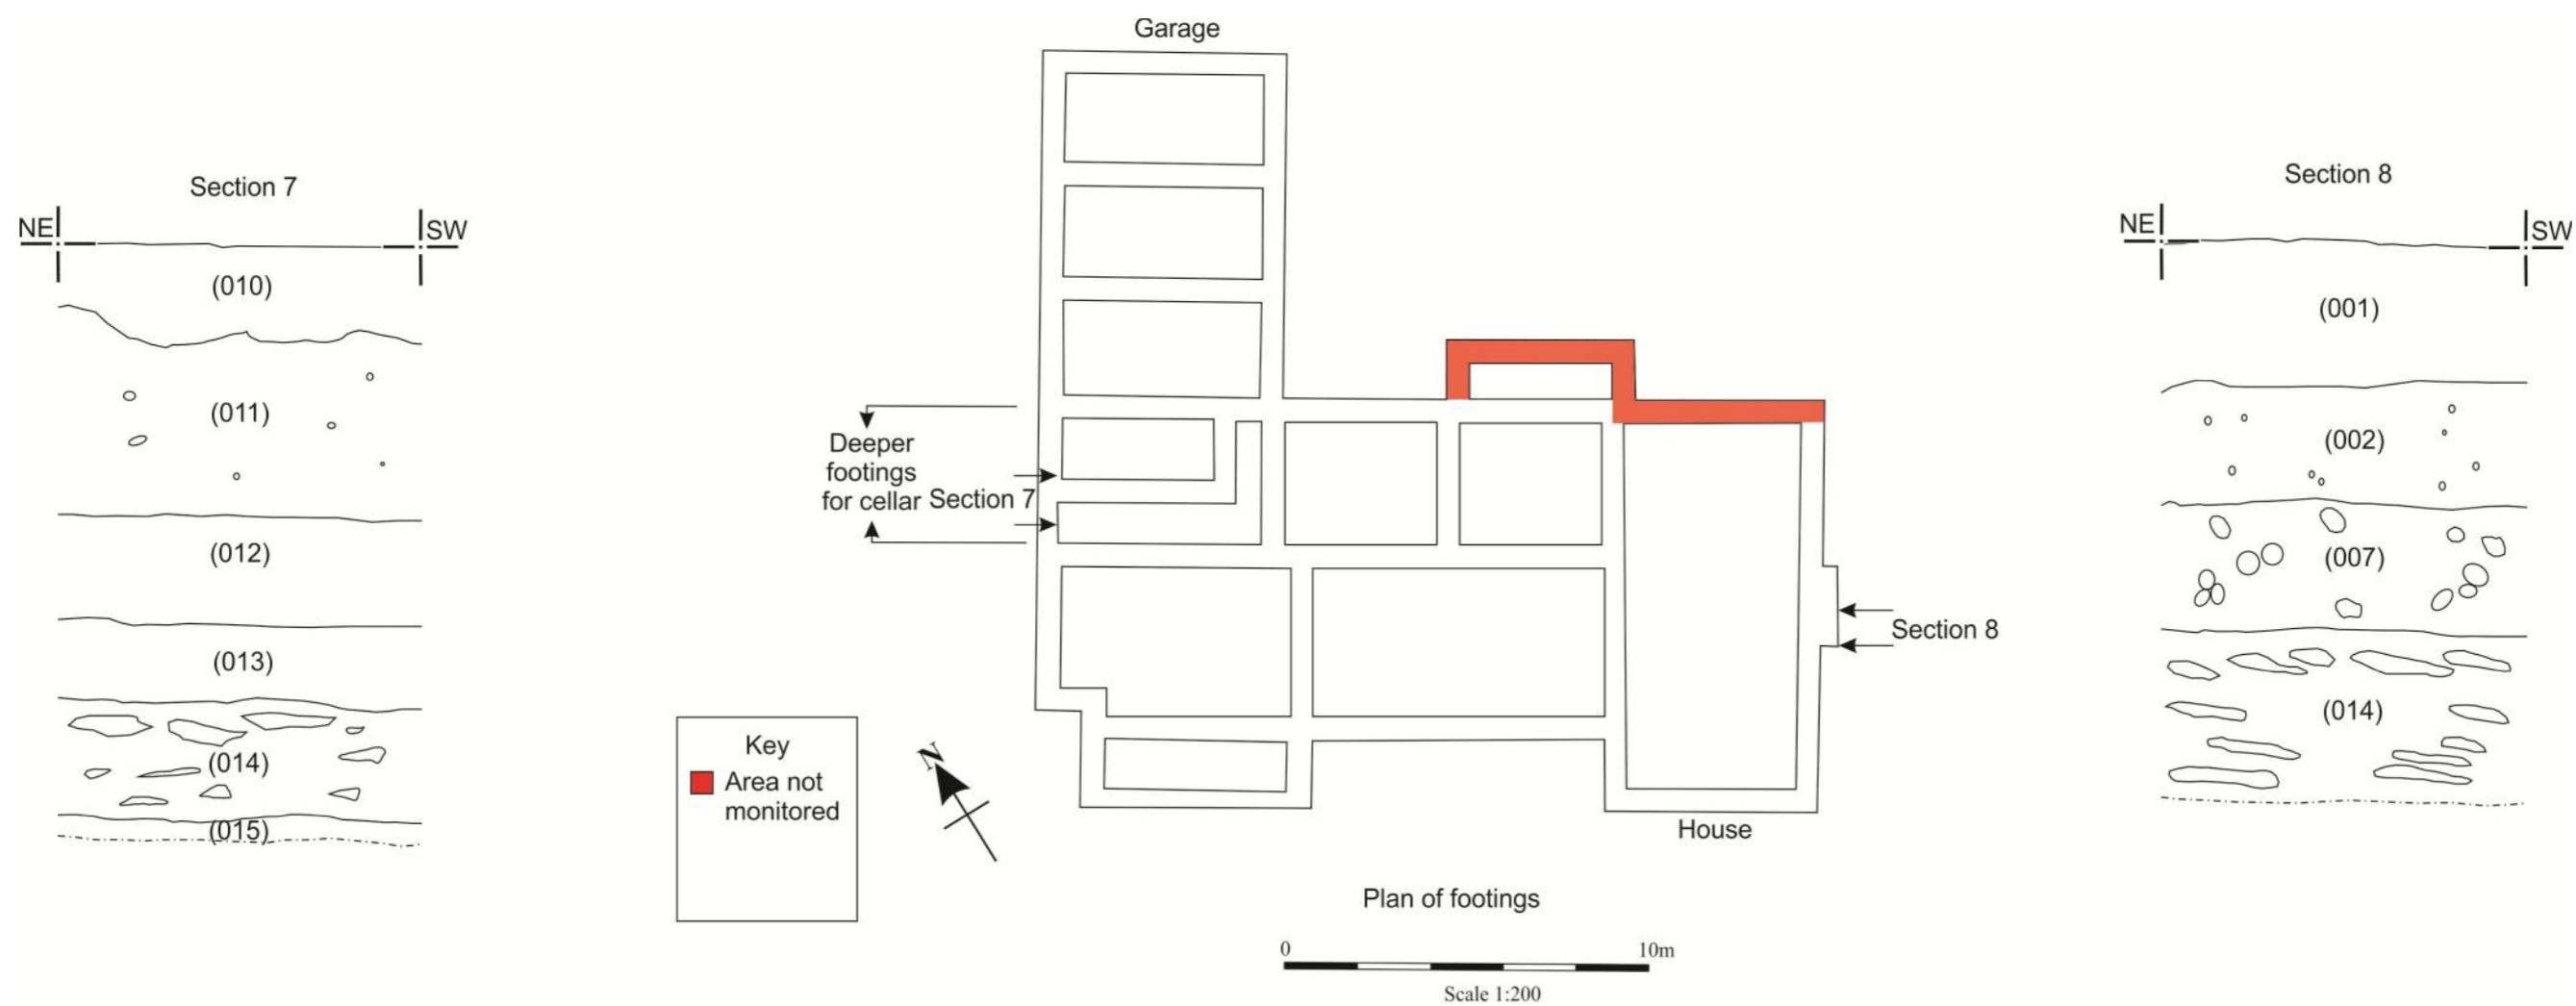 Garage
Section 7
NE
SW
(010)
(011)
(012)
(013)
(014)
(015)
Deeper
footings
for cellar
Section 7
Key
Area not
monitored
N
House
Section 8
Plan of footings
0
10m
Scale 1:200
Section 8
NE
SW
(001)
(002)
(007)
(014)